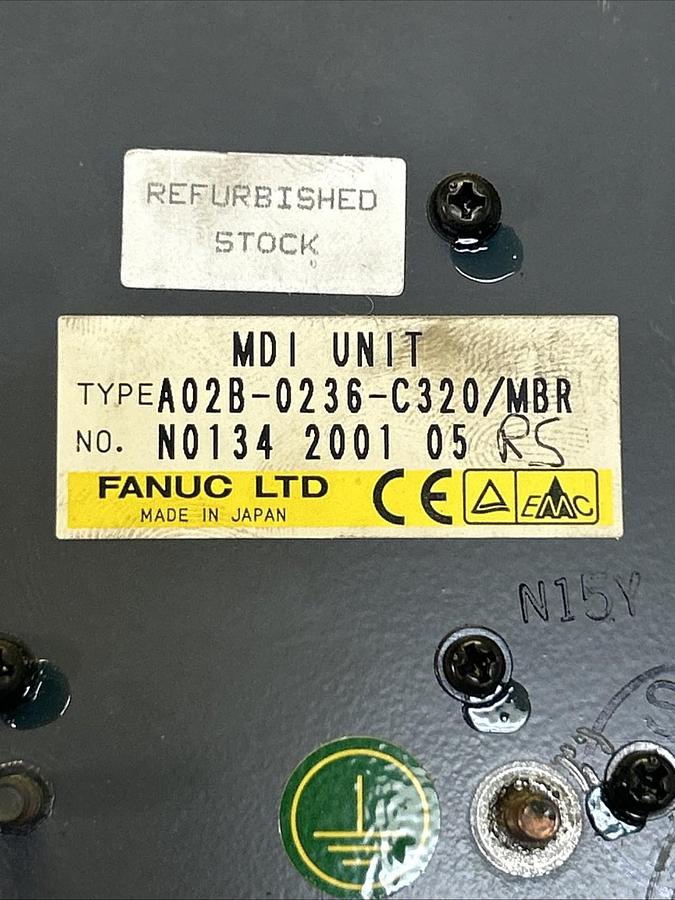 REFURBISHED
STOCK
MDI UNIT
TYPE A02B-0236-C320/MBR
NO. N0134 2001 05 RS
FANUC LTD CE EMC
MADE IN JAPAN
N15Y